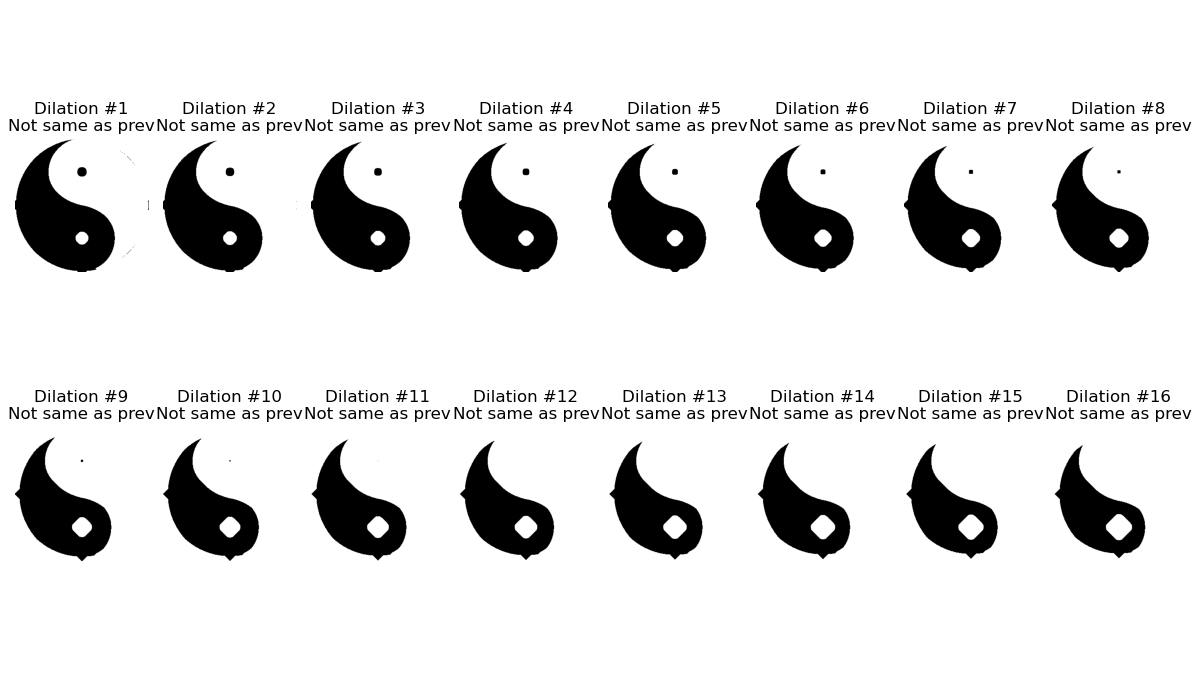 Dilation #1 Dilation #2 Dilation #3 Dilation #4 Dilation #5 Dilation #6 Dilation #7 Dilation #8
Not same as prev Not same as prev Not same as prev Not same as prev Not same as prev Not same as prev Not same as prev Not same as prev
Dilation #9 Dilation #10 Dilation #11 Dilation #12 Dilation #13 Dilation #14 Dilation #15 Dilation #16
Not same as prev Not same as prev Not same as prev Not same as prev Not same as prev Not same as prev Not same as prev Not same as prev